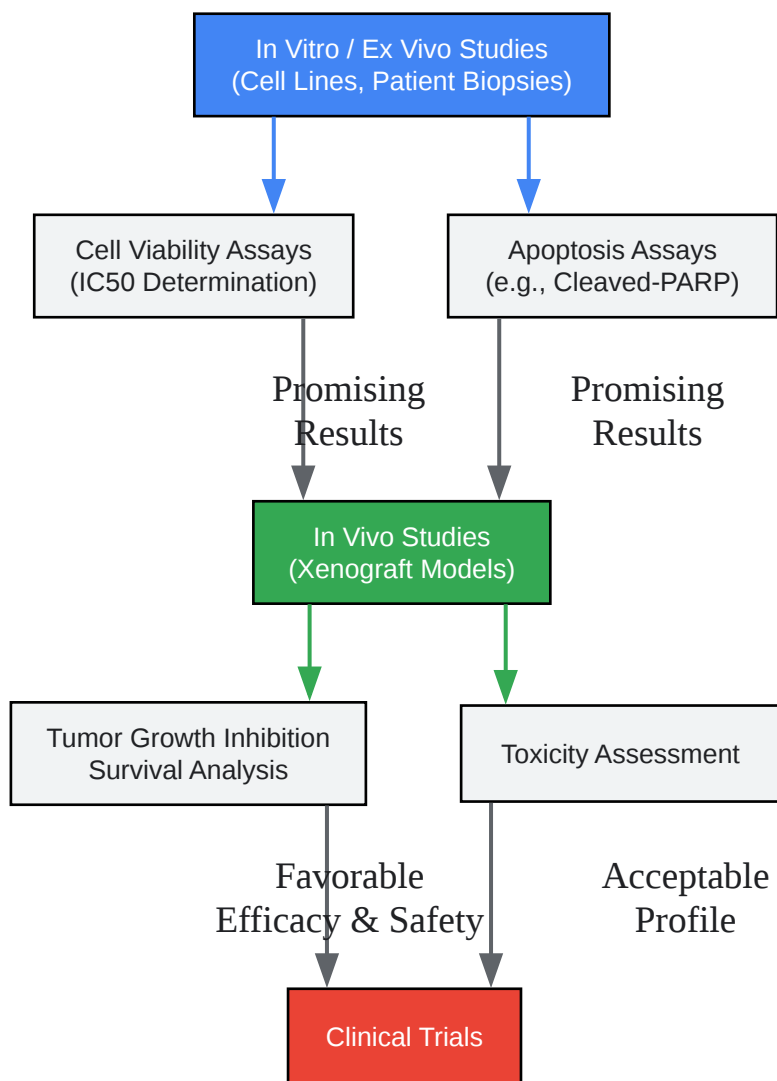 In Vitro / Ex Vivo Studies
(Cell Lines, Patient Biopsies)
Cell Viability Assays
(IC50 Determination)
Apoptosis Assays
(e.g., Cleaved-PARP)
Promising
Results
Promising
Results
In Vivo Studies
(Xenograft Models)
Tumor Growth Inhibition
Survival Analysis
Toxicity Assessment
Favorable
Efficacy & Safety
Acceptable
Profile
Clinical Trials